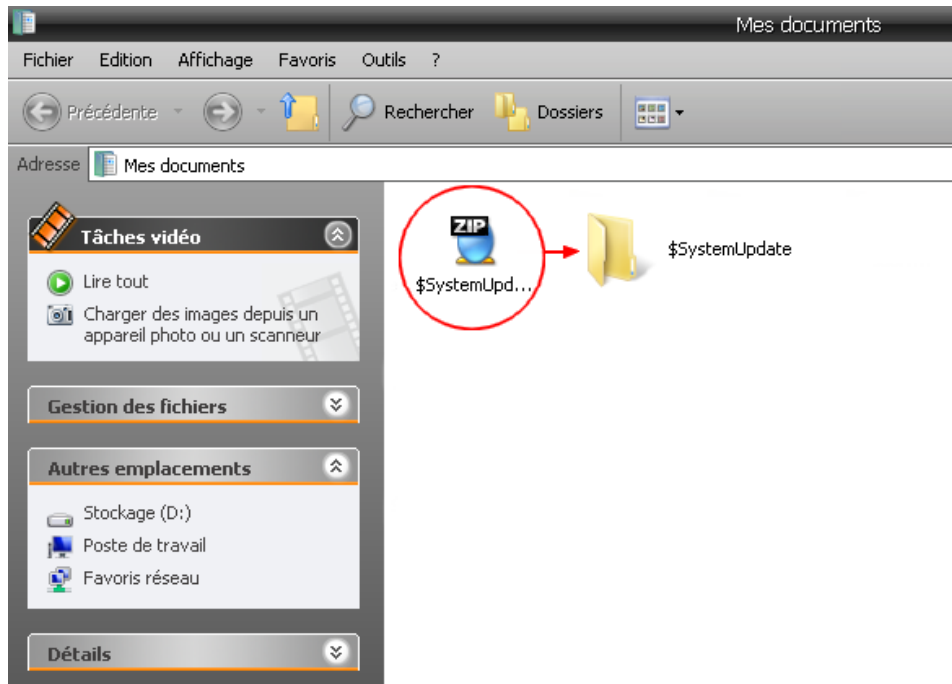 Mes documents
Fichier Edition Affichage Favoris Outils ?
Précédente Rechercher Dossiers
Adresse Mes documents
Tâches vidéo
Lire tout
Charger des images depuis un
appareil photo ou un scanneur
Gestion des fichiers
Autres emplacements
Stockage (D:)
Poste de travail
Favoris réseau
Détails
ZIP
$SystemUpd...
$SystemUpdate